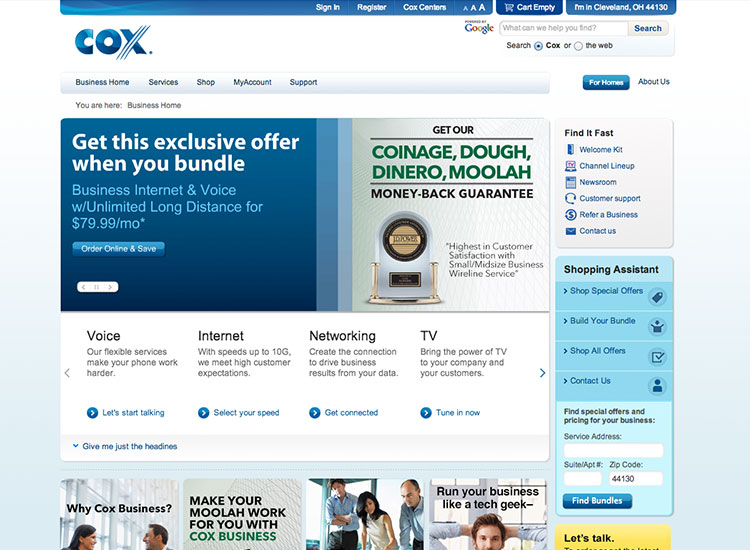 Sign In
Register
Cox Centers
A A A
Cart Empty
I'm in Cleveland, OH 44130
COX
POWERED BY
Google
What can we help you find?
Search
Search Cox or the web
Business Home
Services
Shop
MyAccount
Support
For Homes
About Us
You are here: Business Home
Get this exclusive offer
when you bundle
Business Internet & Voice
w/Unlimited Long Distance for
$79.99/mo*
Order Online & Save
GET OUR
COINAGE, DOUGH,
DINERO, MOOLAH
MONEY-BACK GUARANTEE
J.D. POWER
"Highest in Customer
Satisfaction with
Small/Midsize Business
Wireline Service"
Find It Fast
Welcome Kit
Channel Lineup
Newsroom
Customer support
Refer a Business
Contact us
Shopping Assistant
Shop Special Offers
Build Your Bundle
Shop All Offers
Contact Us
Find special offers and
pricing for your business:
Service Address:
Suite/Apt #:
Zip Code:
44130
Find Bundles
Voice
Our flexible services
make your phone work
harder.
Let's start talking
Internet
With speeds up to 10G,
we meet high customer
expectations.
Select your speed
Networking
Create the connection
to drive business
results from your data.
Get connected
TV
Bring the power of TV
to your company and
your customers.
Tune in now
Give me just the headines
Why Cox Business?
MAKE YOUR
MOOLAH WORK
FOR YOU WITH
COX BUSINESS
Run your business
like a tech geek–
Let's talk.